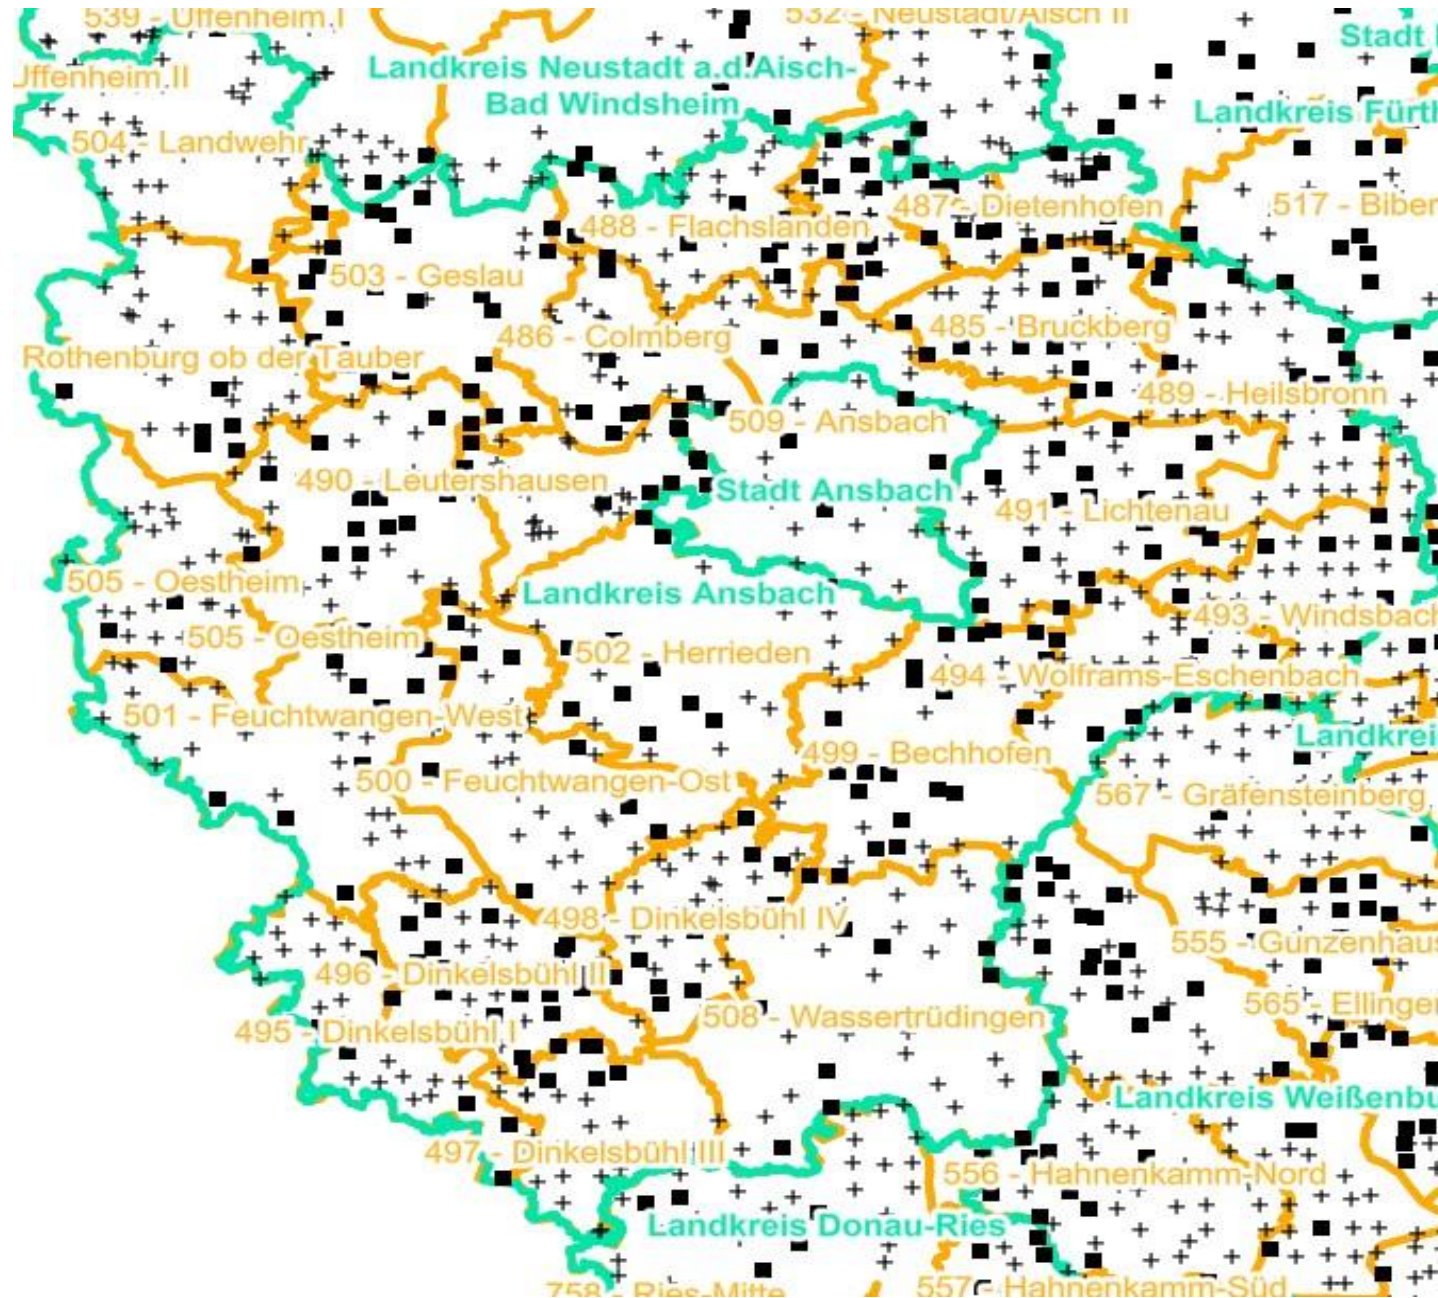 539 - Uffenheim I
532 - Neustadt/Aisch II
Stadt
Uffenheim II
Landkreis Neustadt a.d.Aisch-
Bad Windsheim
Landkreis Fürth
504 - Landwehr
487 - Dietenhofen
517 - Biber
488 - Flachslanden
503 - Geslau
486 - Colmberg
485 - Bruckberg
Rothenburg ob der Tauber
489 - Heilsbronn
509 - Ansbach
490 - Leutershausen
Stadt Ansbach
491 - Lichtenau
505 - Oestheim
Landkreis Ansbach
493 - Windsbach
505 - Oestheim
502 - Herrieden
494 - Wolframs-Eschenbach
501 - Feuchtwangen-West
Landkrei
499 - Bechhofen
500 - Feuchtwangen-Ost
567 - Gräfensteinberg
498 - Dinkelsbühl IV
555 - Gunzenhaus
496 - Dinkelsbühl II
565 - Ellingen
508 - Wassertrüdingen
495 - Dinkelsbühl I
Landkreis Weißenbu
497 - Dinkelsbühl III
556 - Hahnenkamm-Nord
Landkreis Donau-Ries
758 - Ries-Mitte
557 - Hahnenkamm-Süd